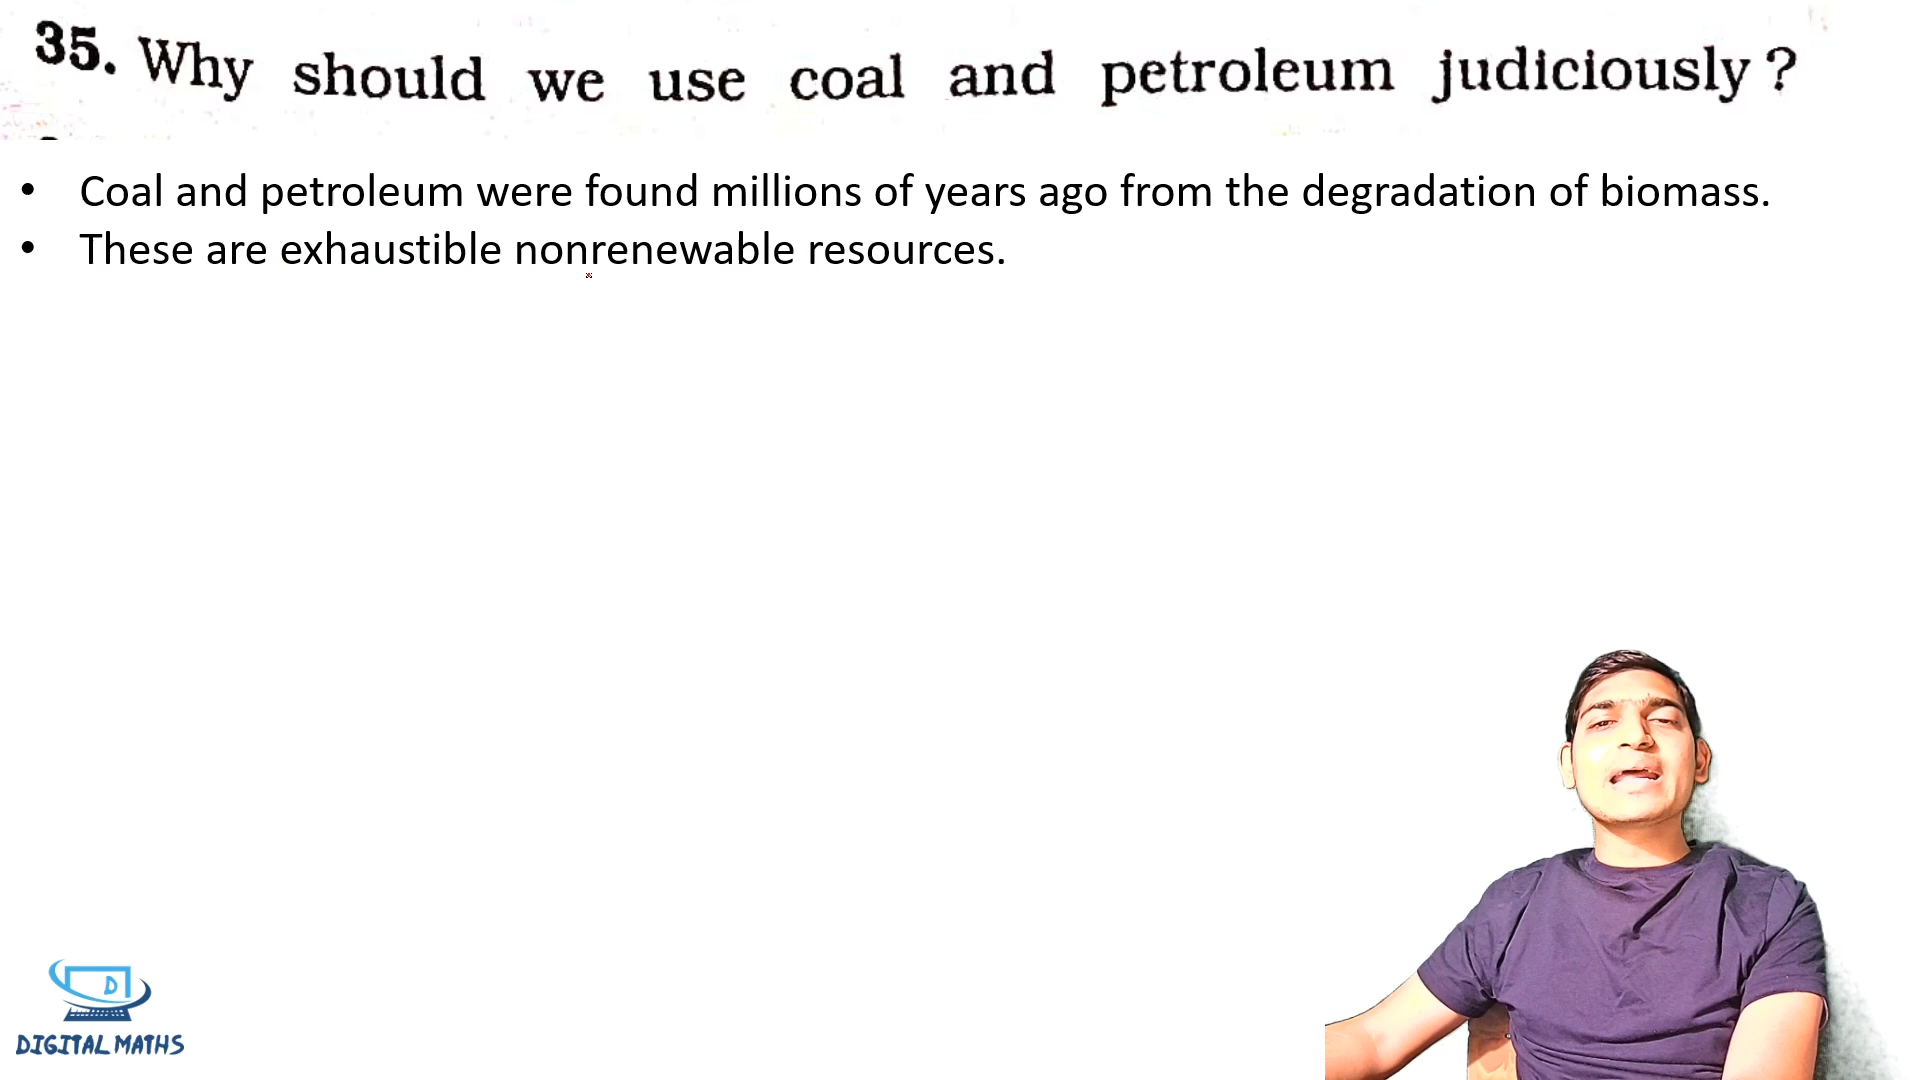 35. Why should we use coal and petroleum judiciously ?
• Coal and petroleum were found millions of years ago from the degradation of biomass.
• These are exhaustible nonrenewable resources.
D
DIGITAL MATHS